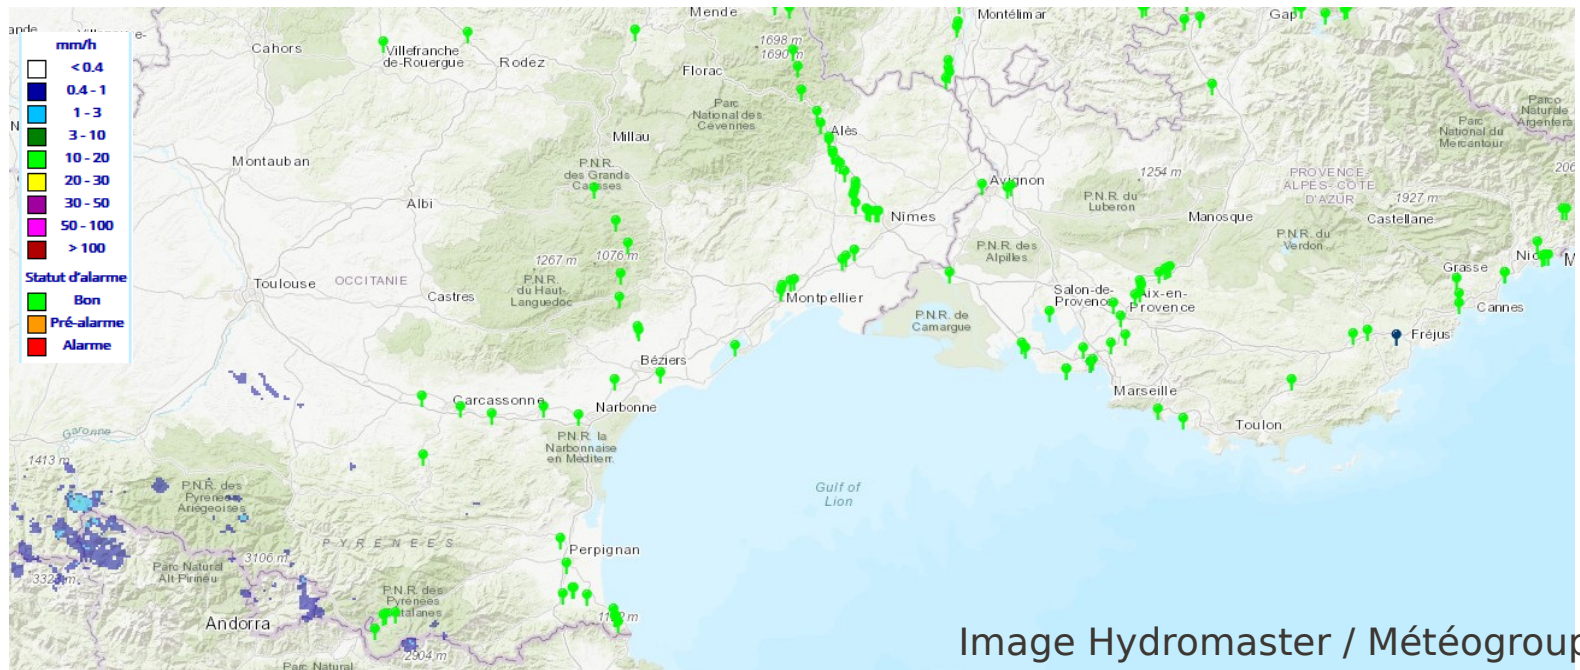 mm/h
< 0.4
0.4 - 1
1 - 3
3 - 10
10 - 20
20 - 30
30 - 50
50 - 100
> 100
Statut d'alarme
Bon
Pré-alarme
Alarme
Mende
Montélimar
Gap
Cahors
Villefranche
de-Rouergue
Rodez
1698 m
1690 m
Florac
Parc
National des
Cévennes
Alès
Millau
Parc
National du
Mercantour
Parco
Naturale
Argentera
Montauban
P.N.R.
des Grands
Causses
Albi
Avignon
1254 m
P.N.R. du
Luberon
PROVENCE
ALPES-CÔTE
D'AZUR
1927 m
Castellane
Manosque
Nîmes
P.N.R. du
Verdon
P.N.R. des
Alpilles
1267 m
1076 m
P.N.R.
du Haut-
Languedoc
Toulouse
OCCITANIE
Castres
Montpellier
Salon-de-
Provence
Aix-en-
Provence
Grasse
Cannes
P.N.R. de
Camargue
Fréjus
Béziers
Marseille
Toulon
Carcassonne
Narbonne
P.N.R. la
Narbonnaise
en Méditerr.
Garonne
1413 m
P.N.R. des
Pyrenees
Ariégeoises
Gulf of
Lion
PYRENEES
3106 m
Parc Natural
Alt Pirineu
Perpignan
P.N.R. des
Pyrenees
Catalanes
Andorra
2904 m
Parc Natural
Image Hydromaster / Météogroup